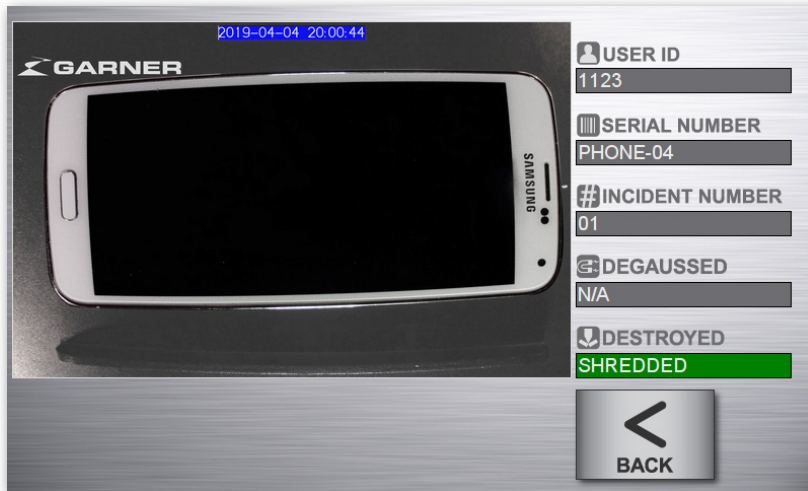 2019-04-04 20:00:44
GARNER
SAMSUNG
USER ID
1123
SERIAL NUMBER
PHONE-04
INCIDENT NUMBER
01
DEGAUSSED
N/A
DESTROYED
SHREDDED
BACK